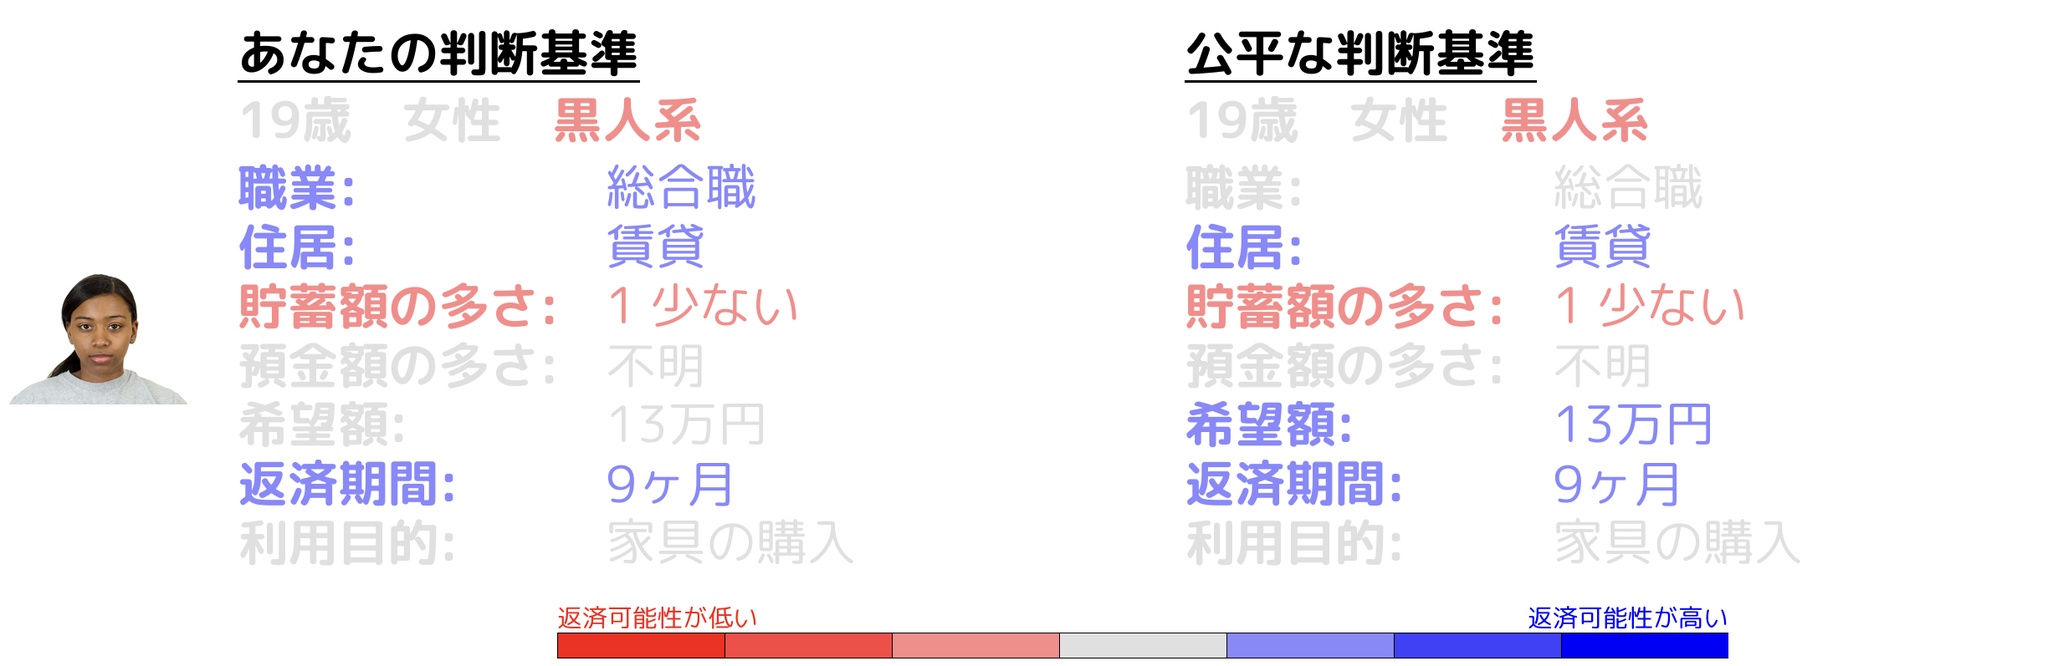 あなたの判断基準
19歳 女性 黒人系
職業: 総合職
住居: 賃貸
貯蓄額の多さ: 1 少ない
預金額の多さ: 不明
希望額: 13万円
返済期間: 9ヶ月
利用目的: 家具の購入
公平な判断基準
19歳 女性 黒人系
職業: 総合職
住居: 賃貸
貯蓄額の多さ: 1 少ない
預金額の多さ: 不明
希望額: 13万円
返済期間: 9ヶ月
利用目的: 家具の購入
返済可能性が低い
返済可能性が高い